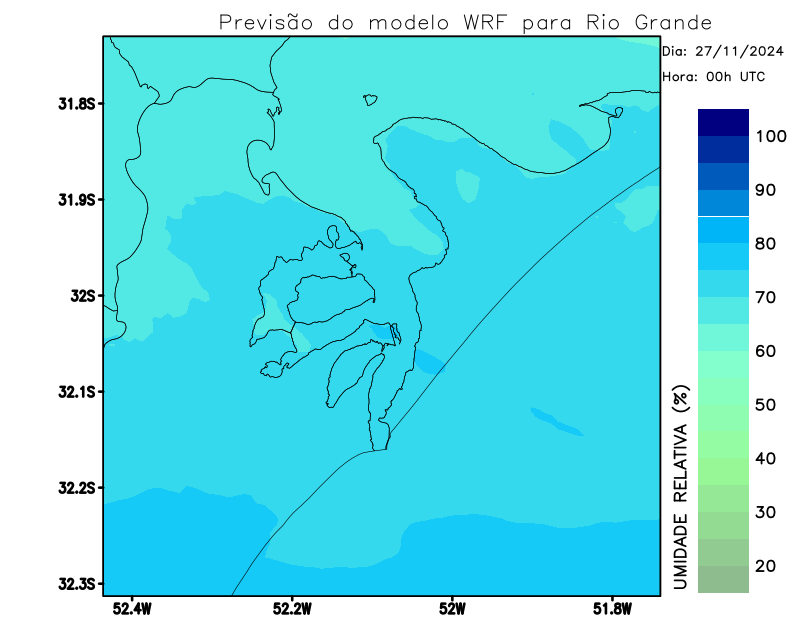 Previsão do modelo WRF para Rio Grande
Dia: 27/11/2024
Hora: 00h UTC
31.8S
31.9S
32S
32.1S
32.2S
32.3S
52.4W
52.2W
52W
51.8W
100
90
80
70
60
50
40
30
20
UMIDADE RELATIVA (%)